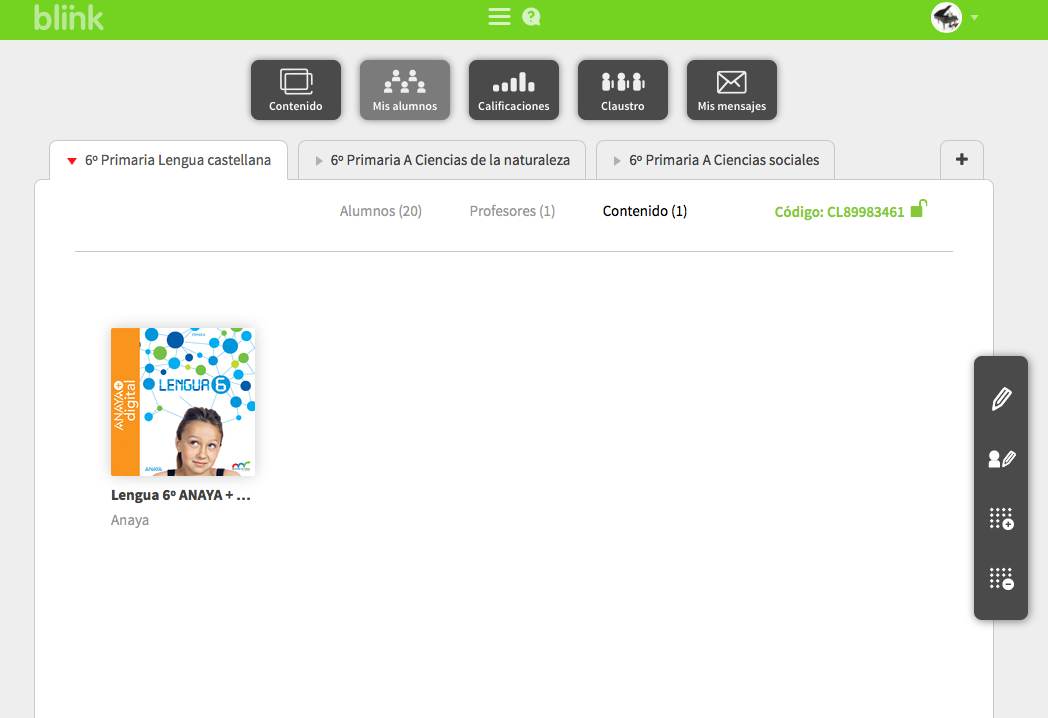 blink
Contenido
Mis alumnos
Calificaciones
Claustro
Mis mensajes
6º Primaria Lengua castellana
6º Primaria A Ciencias de la naturaleza
6º Primaria A Ciencias sociales
+
Alumnos (20)
Profesores (1)
Contenido (1)
Código: CL89983461
ANAYA+
digital
LENGUA 6
ANAYA
Lengua 6º ANAYA + ...
Anaya